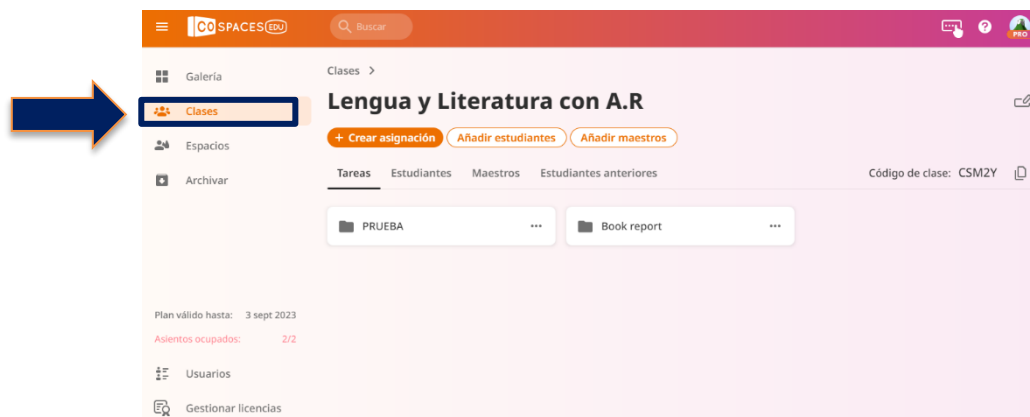 COSPACES EDU
Buscar
PRO
Galería
Clases
Espacios
Archivar
Plan válido hasta: 3 sept 2023
Asientos ocupados: 2/2
Usuarios
Gestionar licencias
Clases >
Lengua y Literatura con A.R
+ Crear asignación Añadir estudiantes Añadir maestros
Tareas Estudiantes Maestros Estudiantes anteriores Código de clase: CSM2Y
PRUEBA ... Book report ...